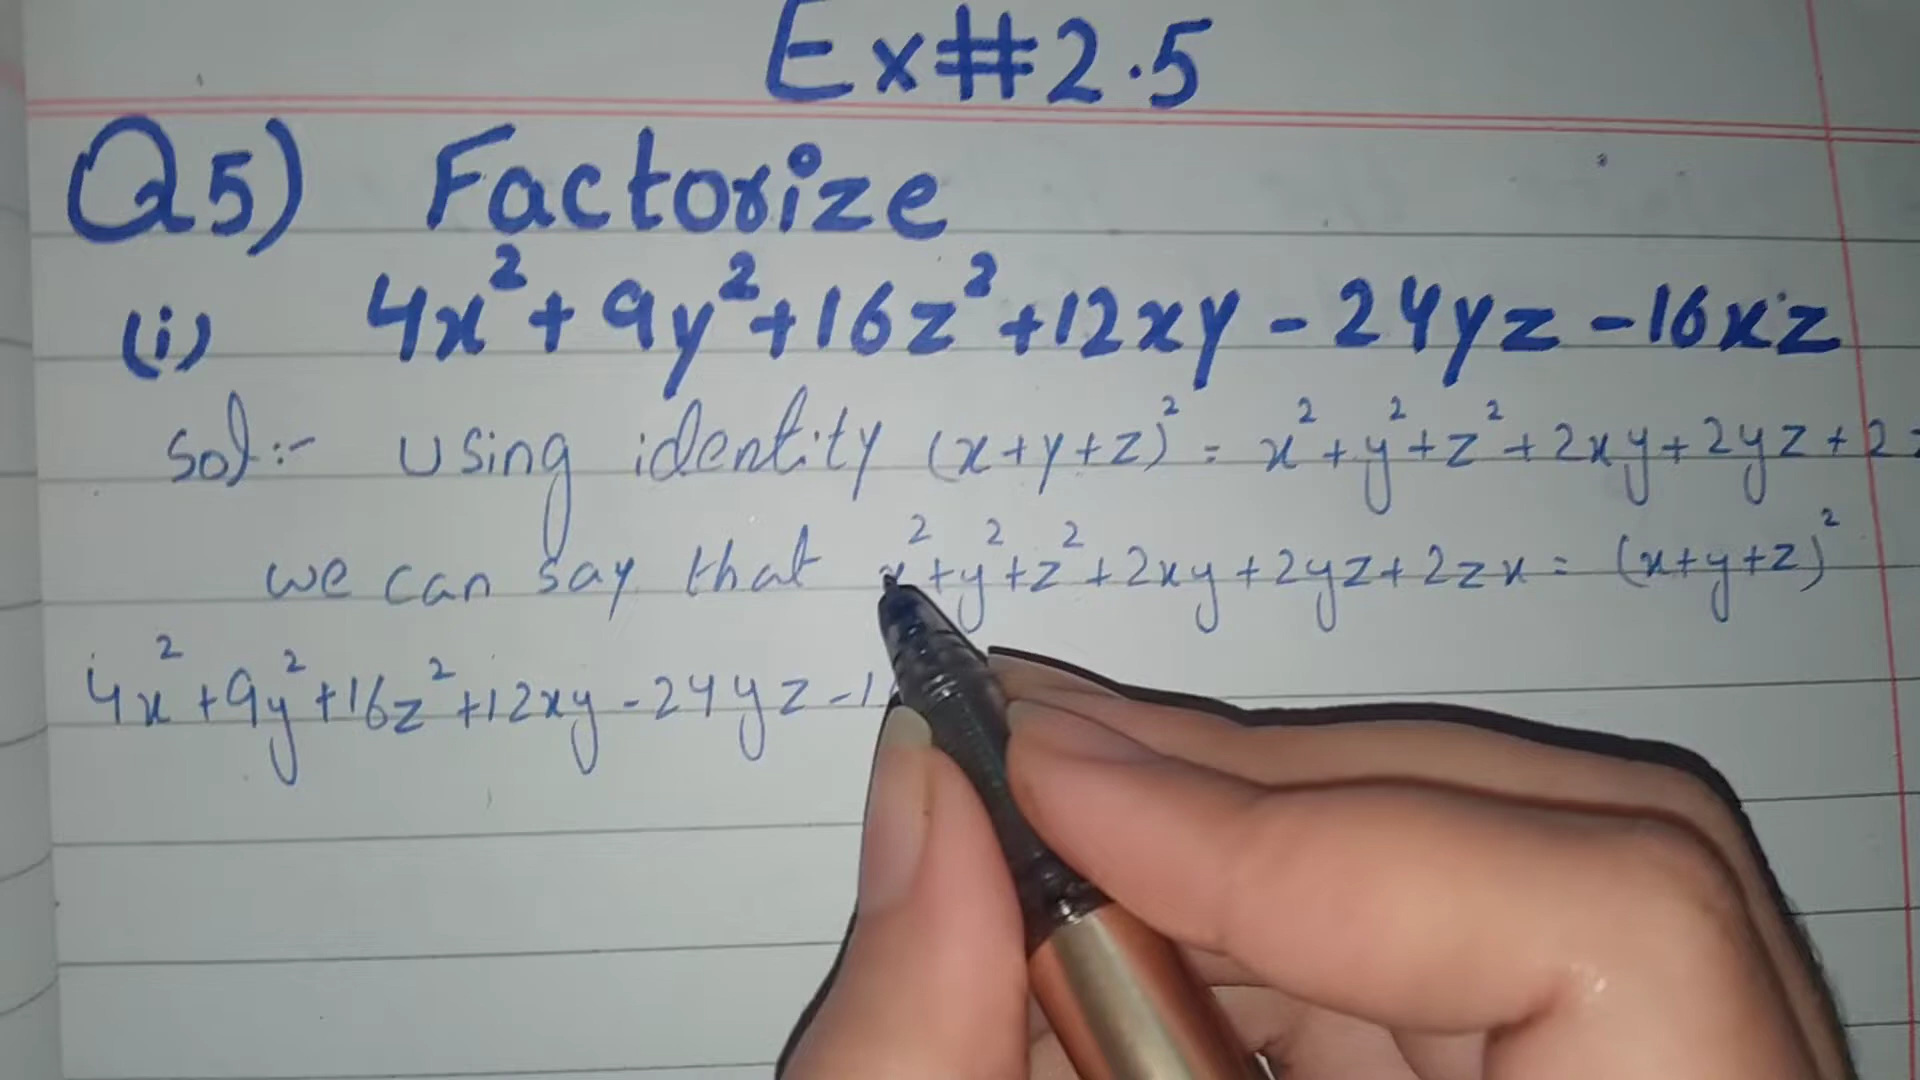 Ex#2.5
Q5) Factorize
(i) 4x² + 9y² + 16z² + 12xy - 24yz - 16xz
Sol:- Using identity (x+y+z)² = x² + y² + z² + 2xy + 2yz + 2
we can say that x² + y² + z² + 2xy + 2yz + 2zx = (x+y+z)²
4x² + 9y² + 16z² + 12xy - 24yz - 1